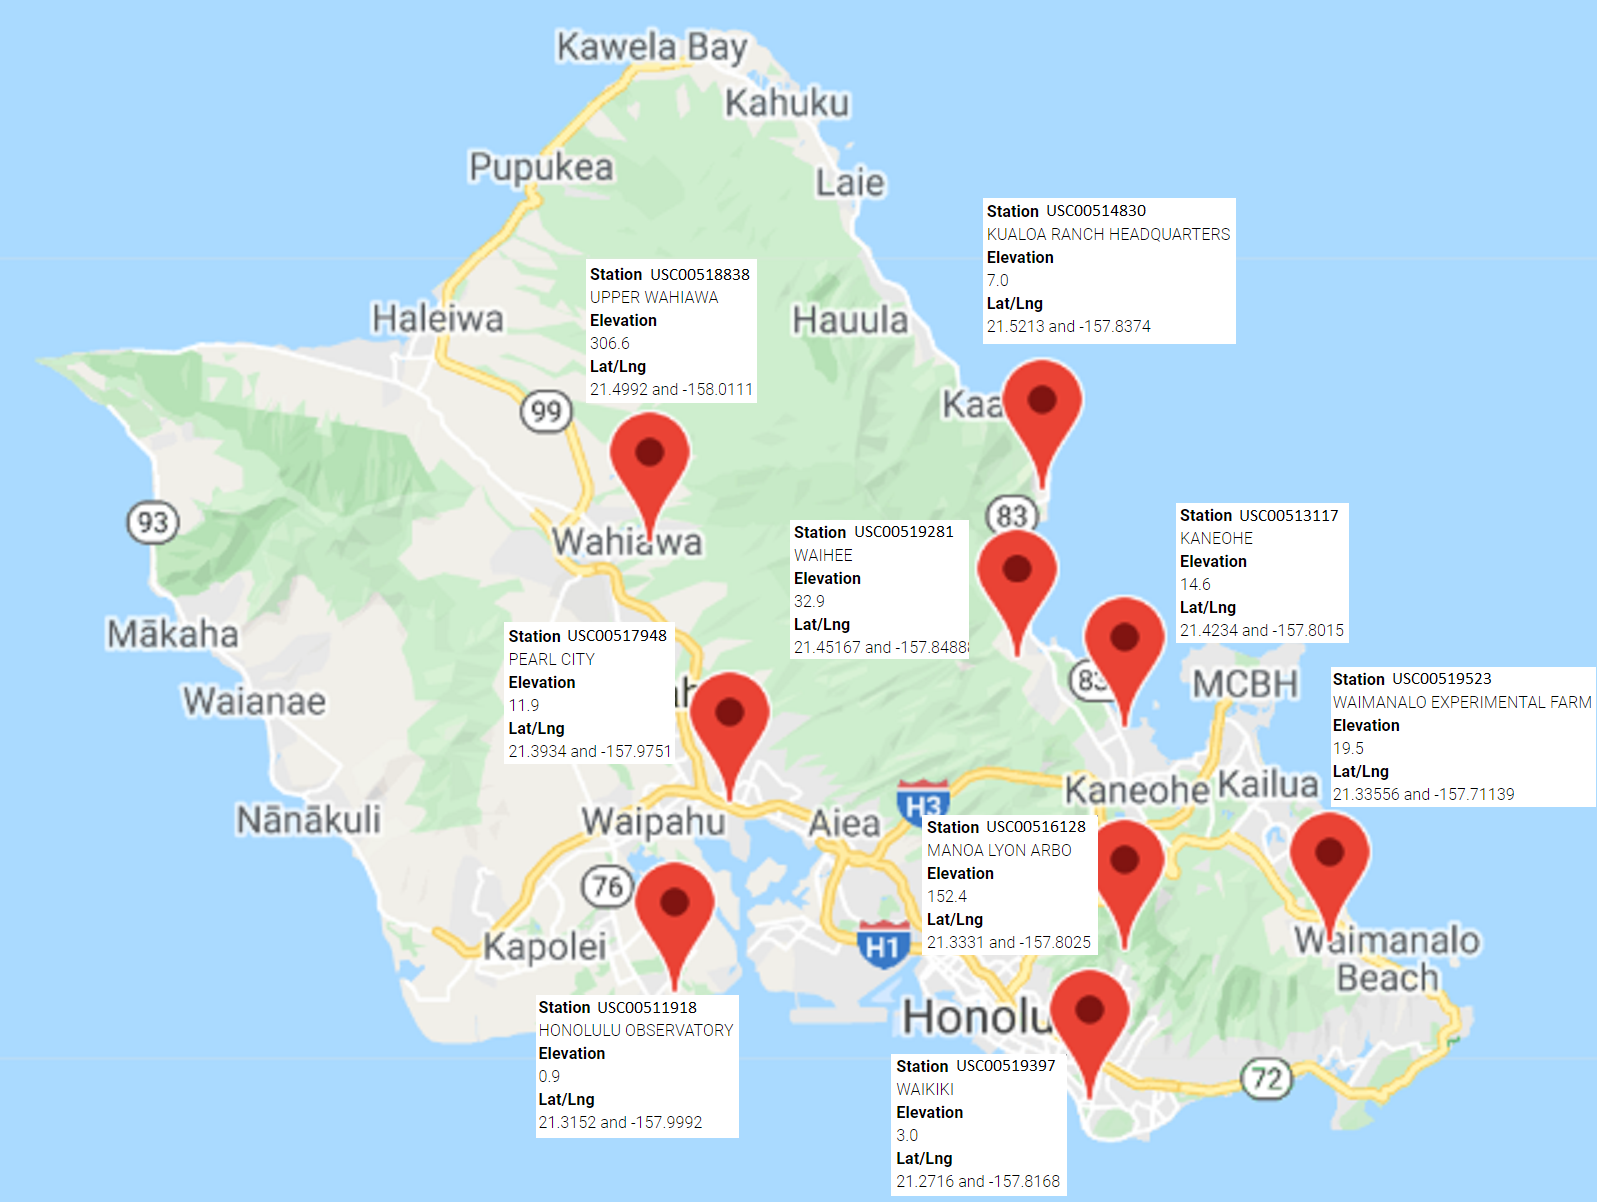 Kawela Bay
Kahuku
Pupukea
Laie
Station USC00514830
KUALOA RANCH HEADQUARTERS
Elevation
7.0
Lat/Lng
21.5213 and -157.8374
Station USC00518838
UPPER WAHIAWA
Elevation
306.6
Lat/Lng
21.4992 and -158.0111
Haleiwa
Hauula
99
Kaa
93
83
Wahiawa
Station USC00519281
WAIHEE
Elevation
32.9
Lat/Lng
21.45167 and -157.8488
Station USC00513117
KANEOHE
Elevation
14.6
Lat/Lng
21.4234 and -157.8015
Mākaha
Station USC00517948
PEARL CITY
Elevation
11.9
Lat/Lng
21.3934 and -157.9751
83
MCBH
Waianae
Station USC00519523
WAIMANALO EXPERIMENTAL FARM
Elevation
19.5
Lat/Lng
21.33556 and -157.71139
Nānākuli
Waipahu
Aiea
H3
Kaneohe
Kailua
Station USC00516128
MANOA LYON ARBO
Elevation
152.4
Lat/Lng
21.3331 and -157.8025
76
Kapolei
H1
Waimanalo
Beach
Honolu
Station USC00511918
HONOLULU OBSERVATORY
Elevation
0.9
Lat/Lng
21.3152 and -157.9992
Station USC00519397
WAIKIKI
Elevation
3.0
Lat/Lng
21.2716 and -157.8168
72